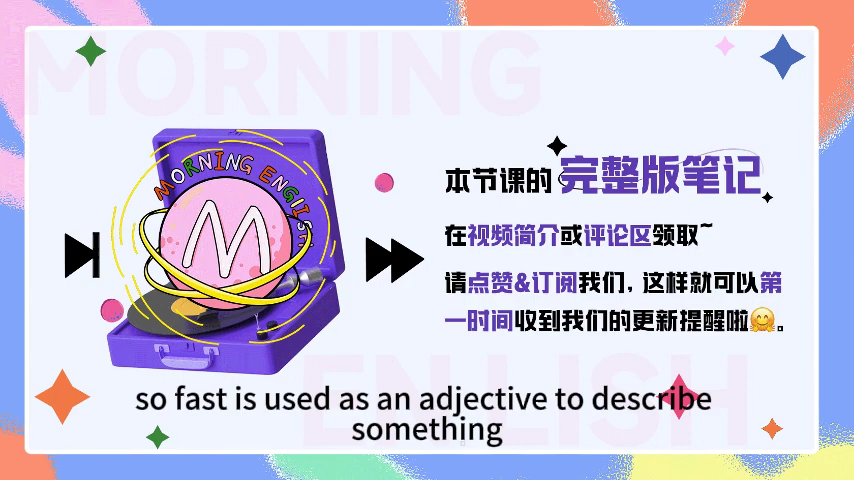 MORNING
MORNING ENGLISH
M
本节课的 完整版笔记
在视频简介或评论区领取~
请点赞&订阅我们，这样就可以第
一时间收到我们的更新提醒啦🤗。
ENGLISH
so fast is used as an adjective to describe
something